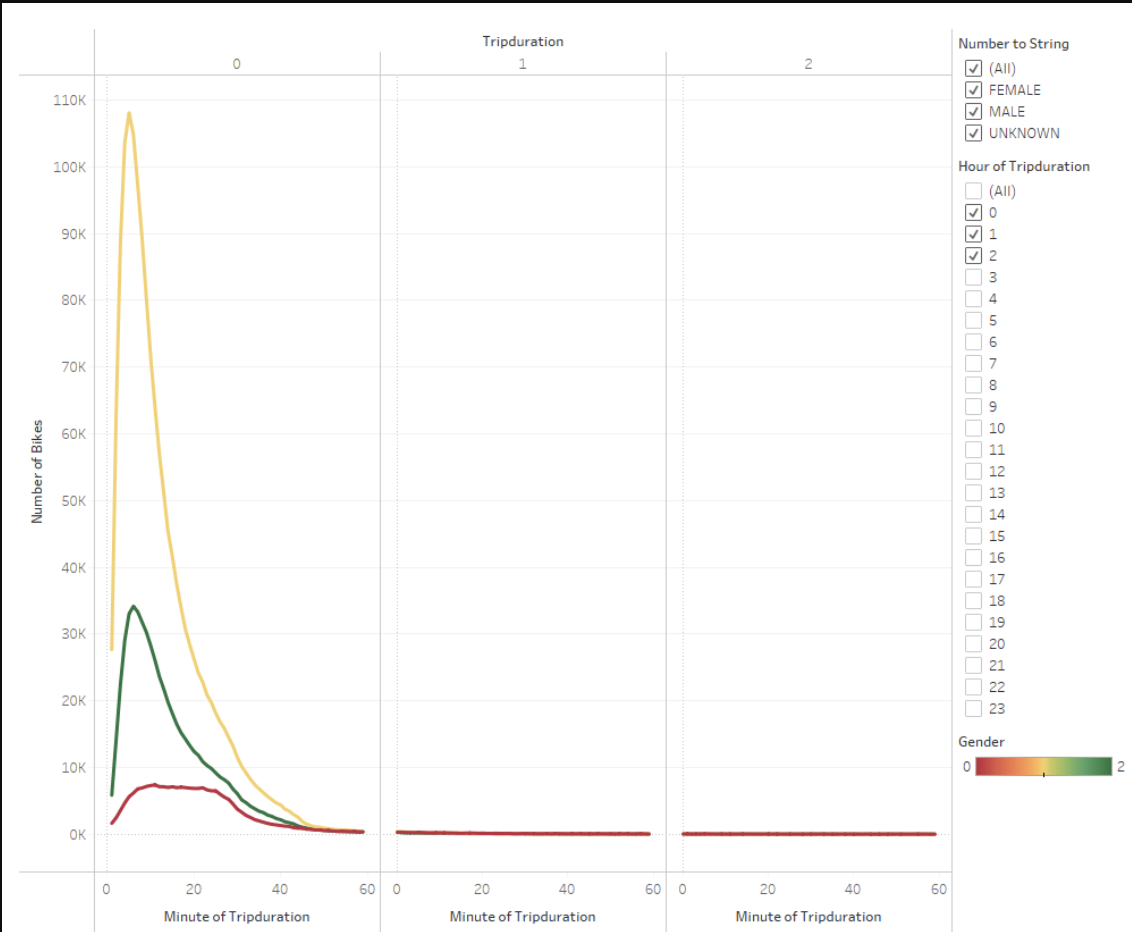 Tripduration
0 1 2
110K
100K
90K
80K
70K
60K
50K
40K
30K
20K
10K
0K
Number of Bikes
0 20 40 60 0 20 40 60 0 20 40 60
Minute of Tripduration Minute of Tripduration Minute of Tripduration
Number to String
(All)
FEMALE
MALE
UNKNOWN
Hour of Tripduration
(All)
0
1
2
3
4
5
6
7
8
9
10
11
12
13
14
15
16
17
18
19
20
21
22
23
Gender
0 2